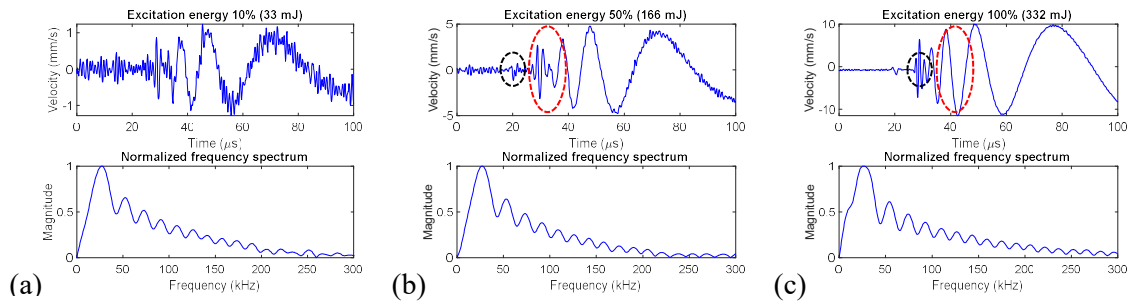 Excitation energy 10% (33 mJ)
Velocity (mm/s)
1
0
-1
0 20 40 60 80 100
Time (μs)
Normalized frequency spectrum
Magnitude
1
0.5
0
0 50 100 150 200 250 300
Frequency (kHz)
(a)
Excitation energy 50% (166 mJ)
Velocity (mm/s)
5
0
-5
0 20 40 60 80 100
Time (μs)
Normalized frequency spectrum
Magnitude
1
0.5
0
0 50 100 150 200 250 300
Frequency (kHz)
(b)
Excitation energy 100% (332 mJ)
Velocity (mm/s)
10
0
-10
0 20 40 60 80 100
Time (μs)
Normalized frequency spectrum
Magnitude
1
0.5
0
0 50 100 150 200 250 300
Frequency (kHz)
(c)